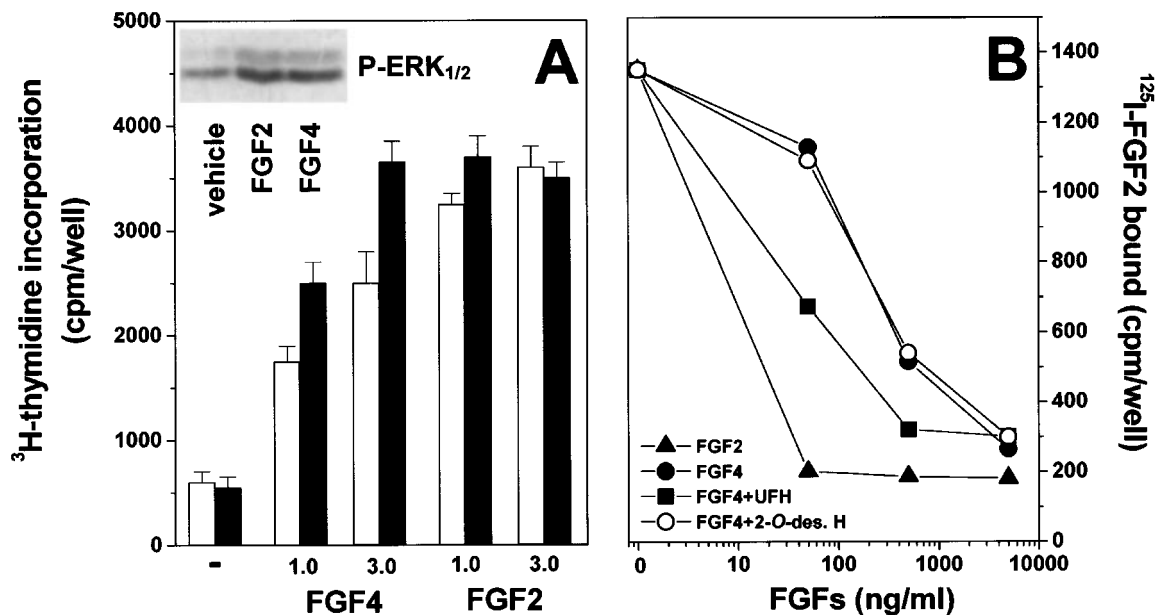 A
P-ERK1/2
vehicle
FGF2
FGF4
5000
4000
3000
2000
1000
0
³H-thymidine incorporation
(cpm/well)
- 1.0 3.0 1.0 3.0
FGF4 FGF2
B
1400
1200
1000
800
600
400
200
0
¹²⁵I-FGF2 bound (cpm/well)
FGF2
FGF4
FGF4+UFH
FGF4+2-O-des. H
0 10 100 1000 10000
FGFs (ng/ml)